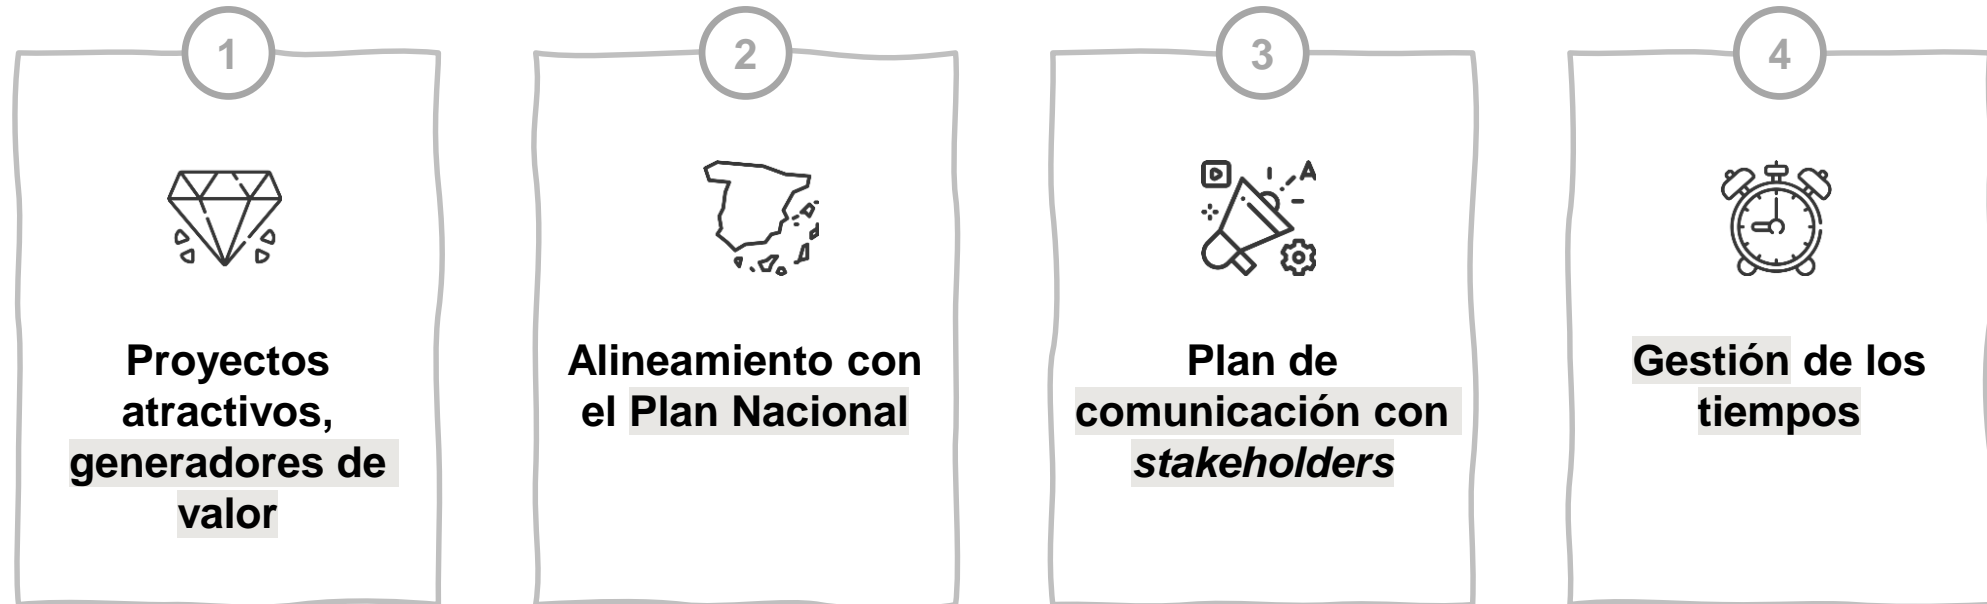 1
Proyectos
atractivos,
generadores de
valor
2
Alineamiento con
el Plan Nacional
3
A
Plan de
comunicación con
stakeholders
4
Gestión de los
tiempos